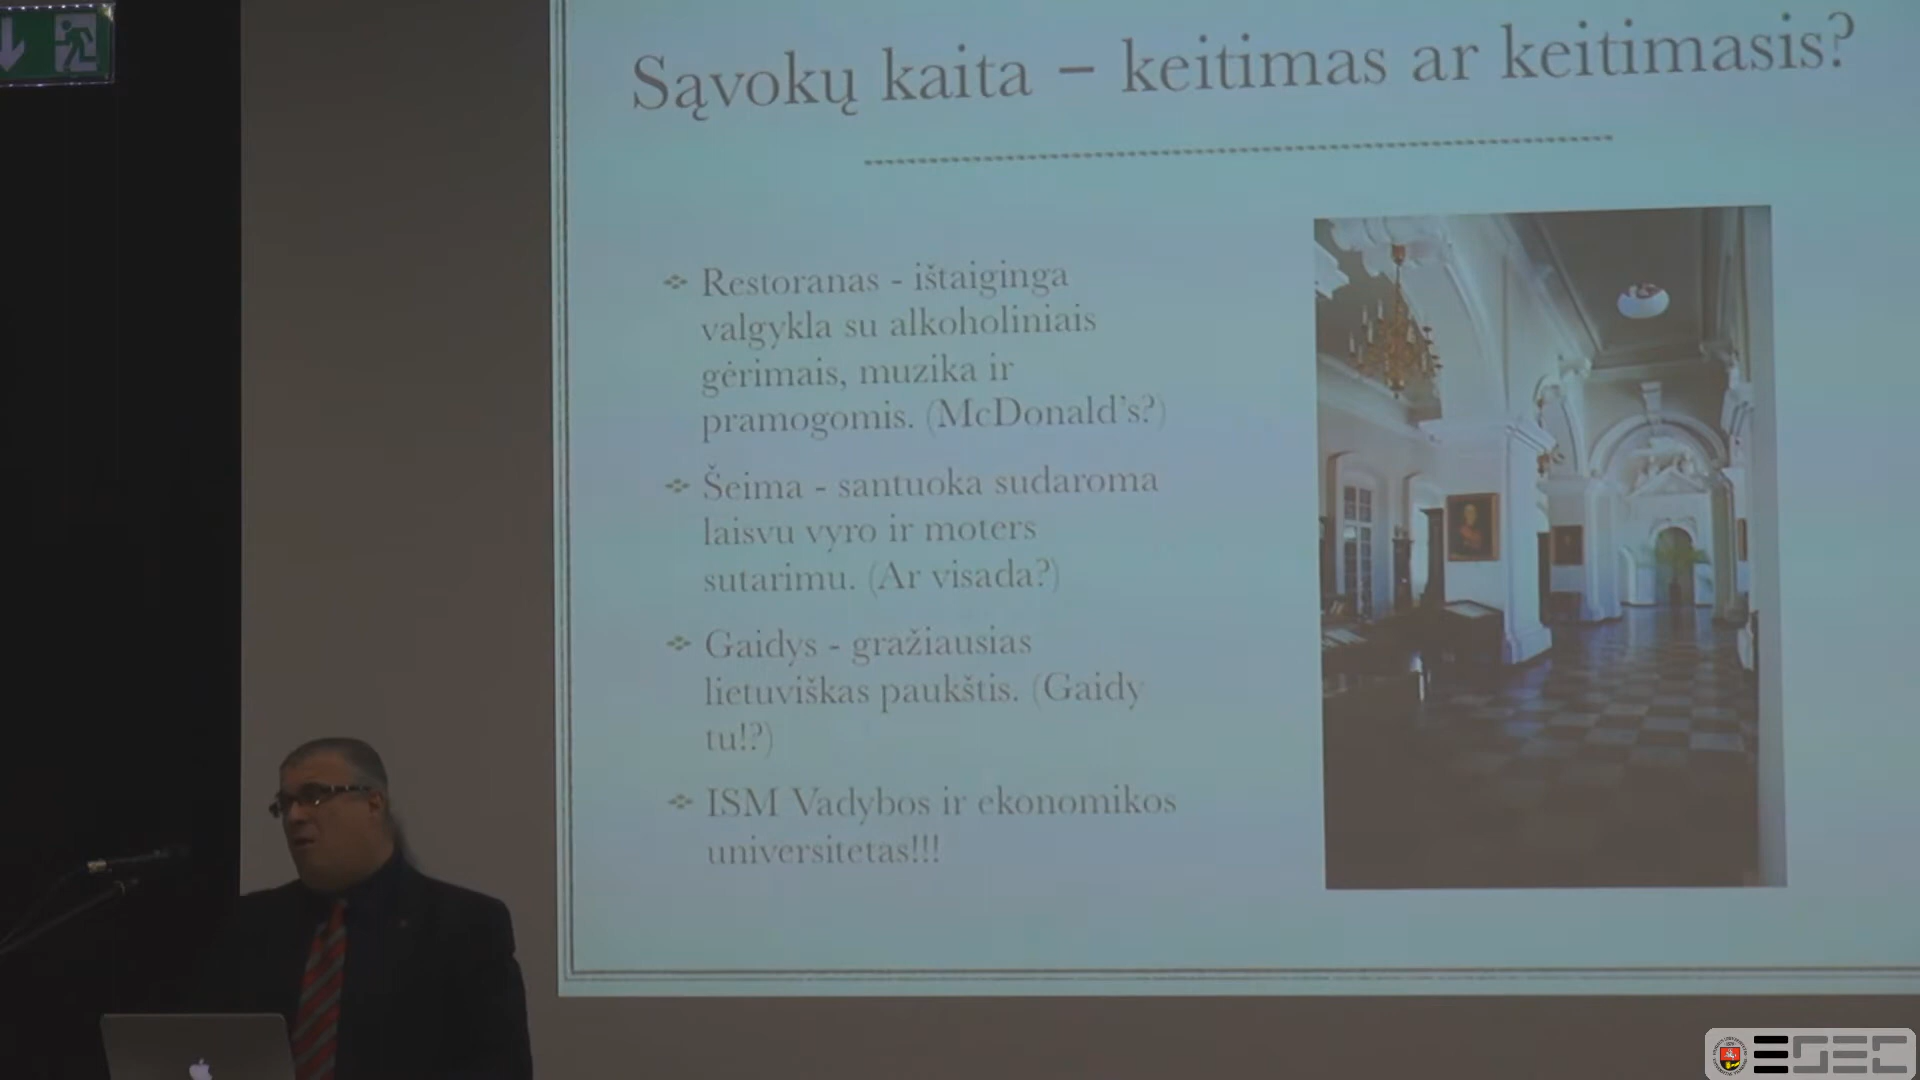 Sąvokų kaita – keitimas ar keitimasis?
Restoranas - ištaiginga
valgykla su alkoholiniais
gėrimais, muzika ir
pramogomis. (McDonald's?)
Šeima - santuoka sudaroma
laisvu vyro ir moters
sutarimu. (Ar visada?)
Gaidys - gražiausias
lietuviškas paukštis. (Gaidy
tu!?)
ISM Vadybos ir ekonomikos
universitetas!!!
ESEC